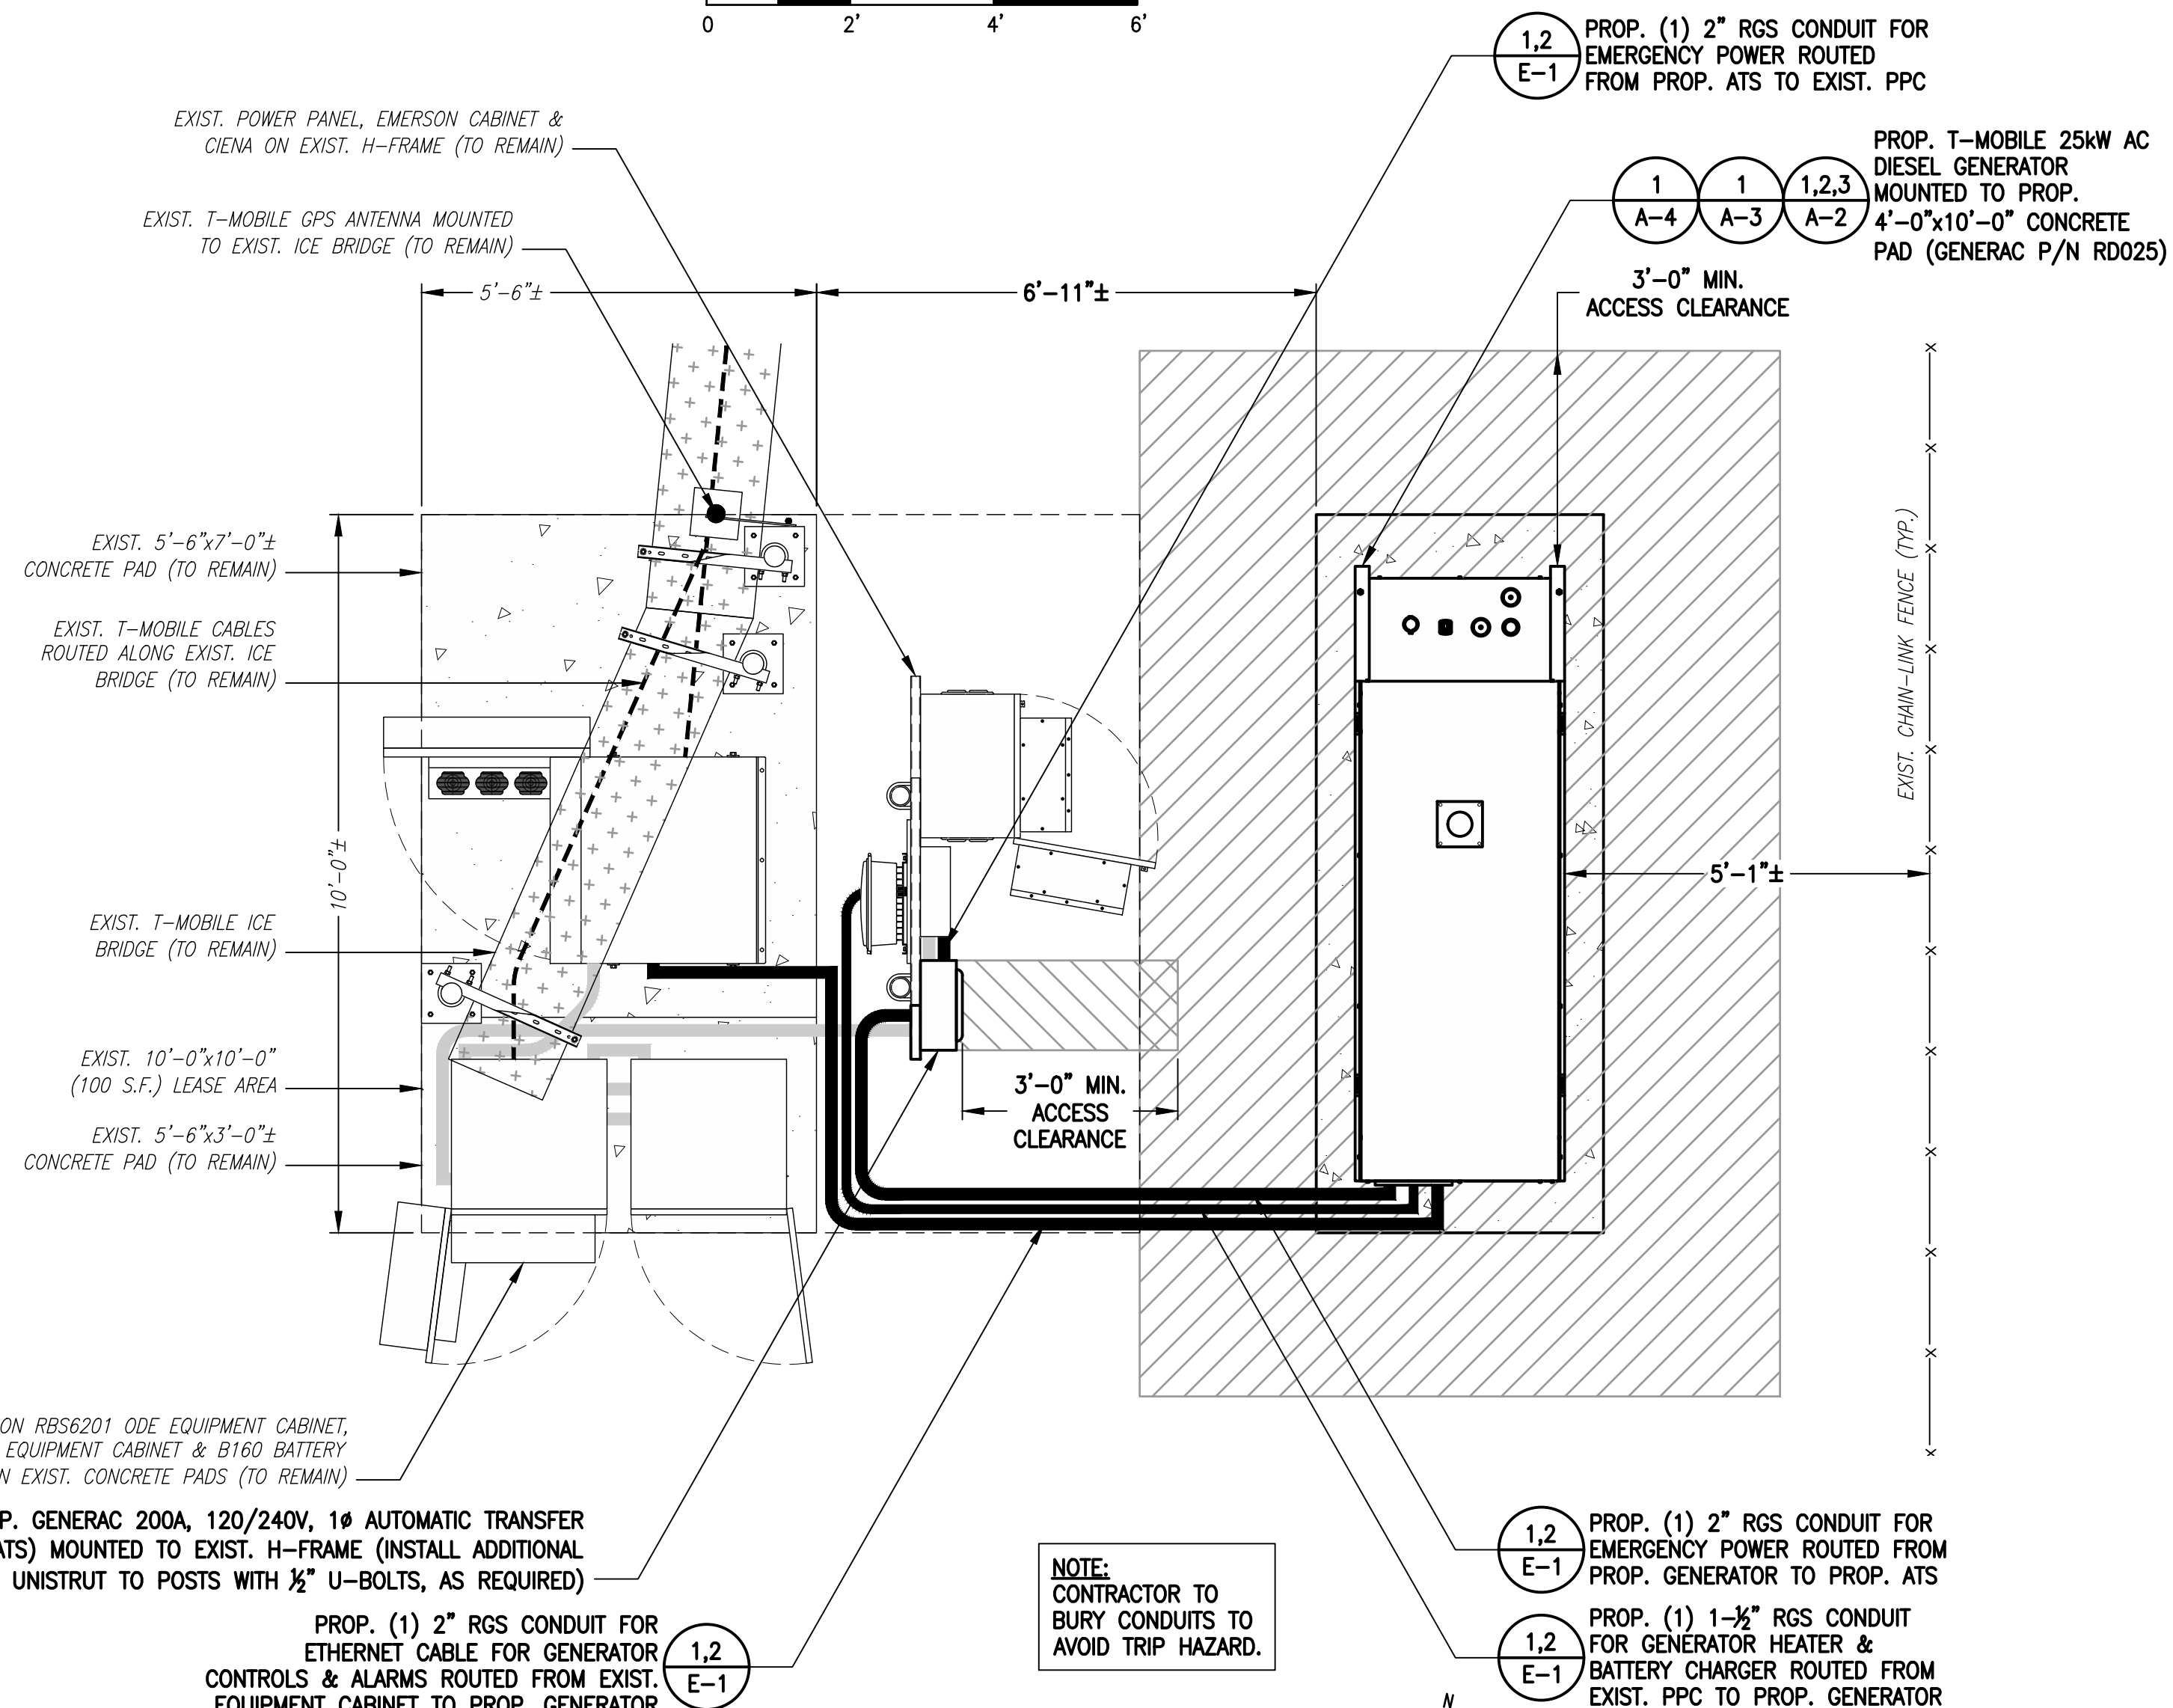 0 2' 4' 6'
1,2
E-1
PROP. (1) 2" RGS CONDUIT FOR
EMERGENCY POWER ROUTED
FROM PROP. ATS TO EXIST. PPC
EXIST. POWER PANEL, EMERSON CABINET &
CIENA ON EXIST. H-FRAME (TO REMAIN)
1
A-4
1
A-3
1,2,3
A-2
PROP. T-MOBILE 25kW AC
DIESEL GENERATOR
MOUNTED TO PROP.
4'-0"x10'-0" CONCRETE
PAD (GENERAC P/N RD025)
EXIST. T-MOBILE GPS ANTENNA MOUNTED
TO EXIST. ICE BRIDGE (TO REMAIN)
5'-6"±
6'-11"±
3'-0" MIN.
ACCESS CLEARANCE
EXIST. 5'-6"x7'-0"±
CONCRETE PAD (TO REMAIN)
EXIST. T-MOBILE CABLES
ROUTED ALONG EXIST. ICE
BRIDGE (TO REMAIN)
EXIST. CHAIN-LINK FENCE (TYP.)
10'-0"±
5'-1"±
EXIST. T-MOBILE ICE
BRIDGE (TO REMAIN)
EXIST. 10'-0"x10'-0"
(100 S.F.) LEASE AREA
3'-0" MIN.
ACCESS
CLEARANCE
EXIST. 5'-6"x3'-0"±
CONCRETE PAD (TO REMAIN)
ON RBS6201 ODE EQUIPMENT CABINET,
EQUIPMENT CABINET & B160 BATTERY
N EXIST. CONCRETE PADS (TO REMAIN)
P. GENERAC 200A, 120/240V, 1ø AUTOMATIC TRANSFER
ATS) MOUNTED TO EXIST. H-FRAME (INSTALL ADDITIONAL
UNISTRUT TO POSTS WITH ½" U-BOLTS, AS REQUIRED)
PROP. (1) 2" RGS CONDUIT FOR
ETHERNET CABLE FOR GENERATOR
CONTROLS & ALARMS ROUTED FROM EXIST.
EQUIPMENT CABINET TO PROP. GENERATOR
1,2
E-1
NOTE:
CONTRACTOR TO
BURY CONDUITS TO
AVOID TRIP HAZARD.
1,2
E-1
PROP. (1) 2" RGS CONDUIT FOR
EMERGENCY POWER ROUTED FROM
PROP. GENERATOR TO PROP. ATS
1,2
E-1
PROP. (1) 1-½" RGS CONDUIT
FOR GENERATOR HEATER &
BATTERY CHARGER ROUTED FROM
EXIST. PPC TO PROP. GENERATOR
N